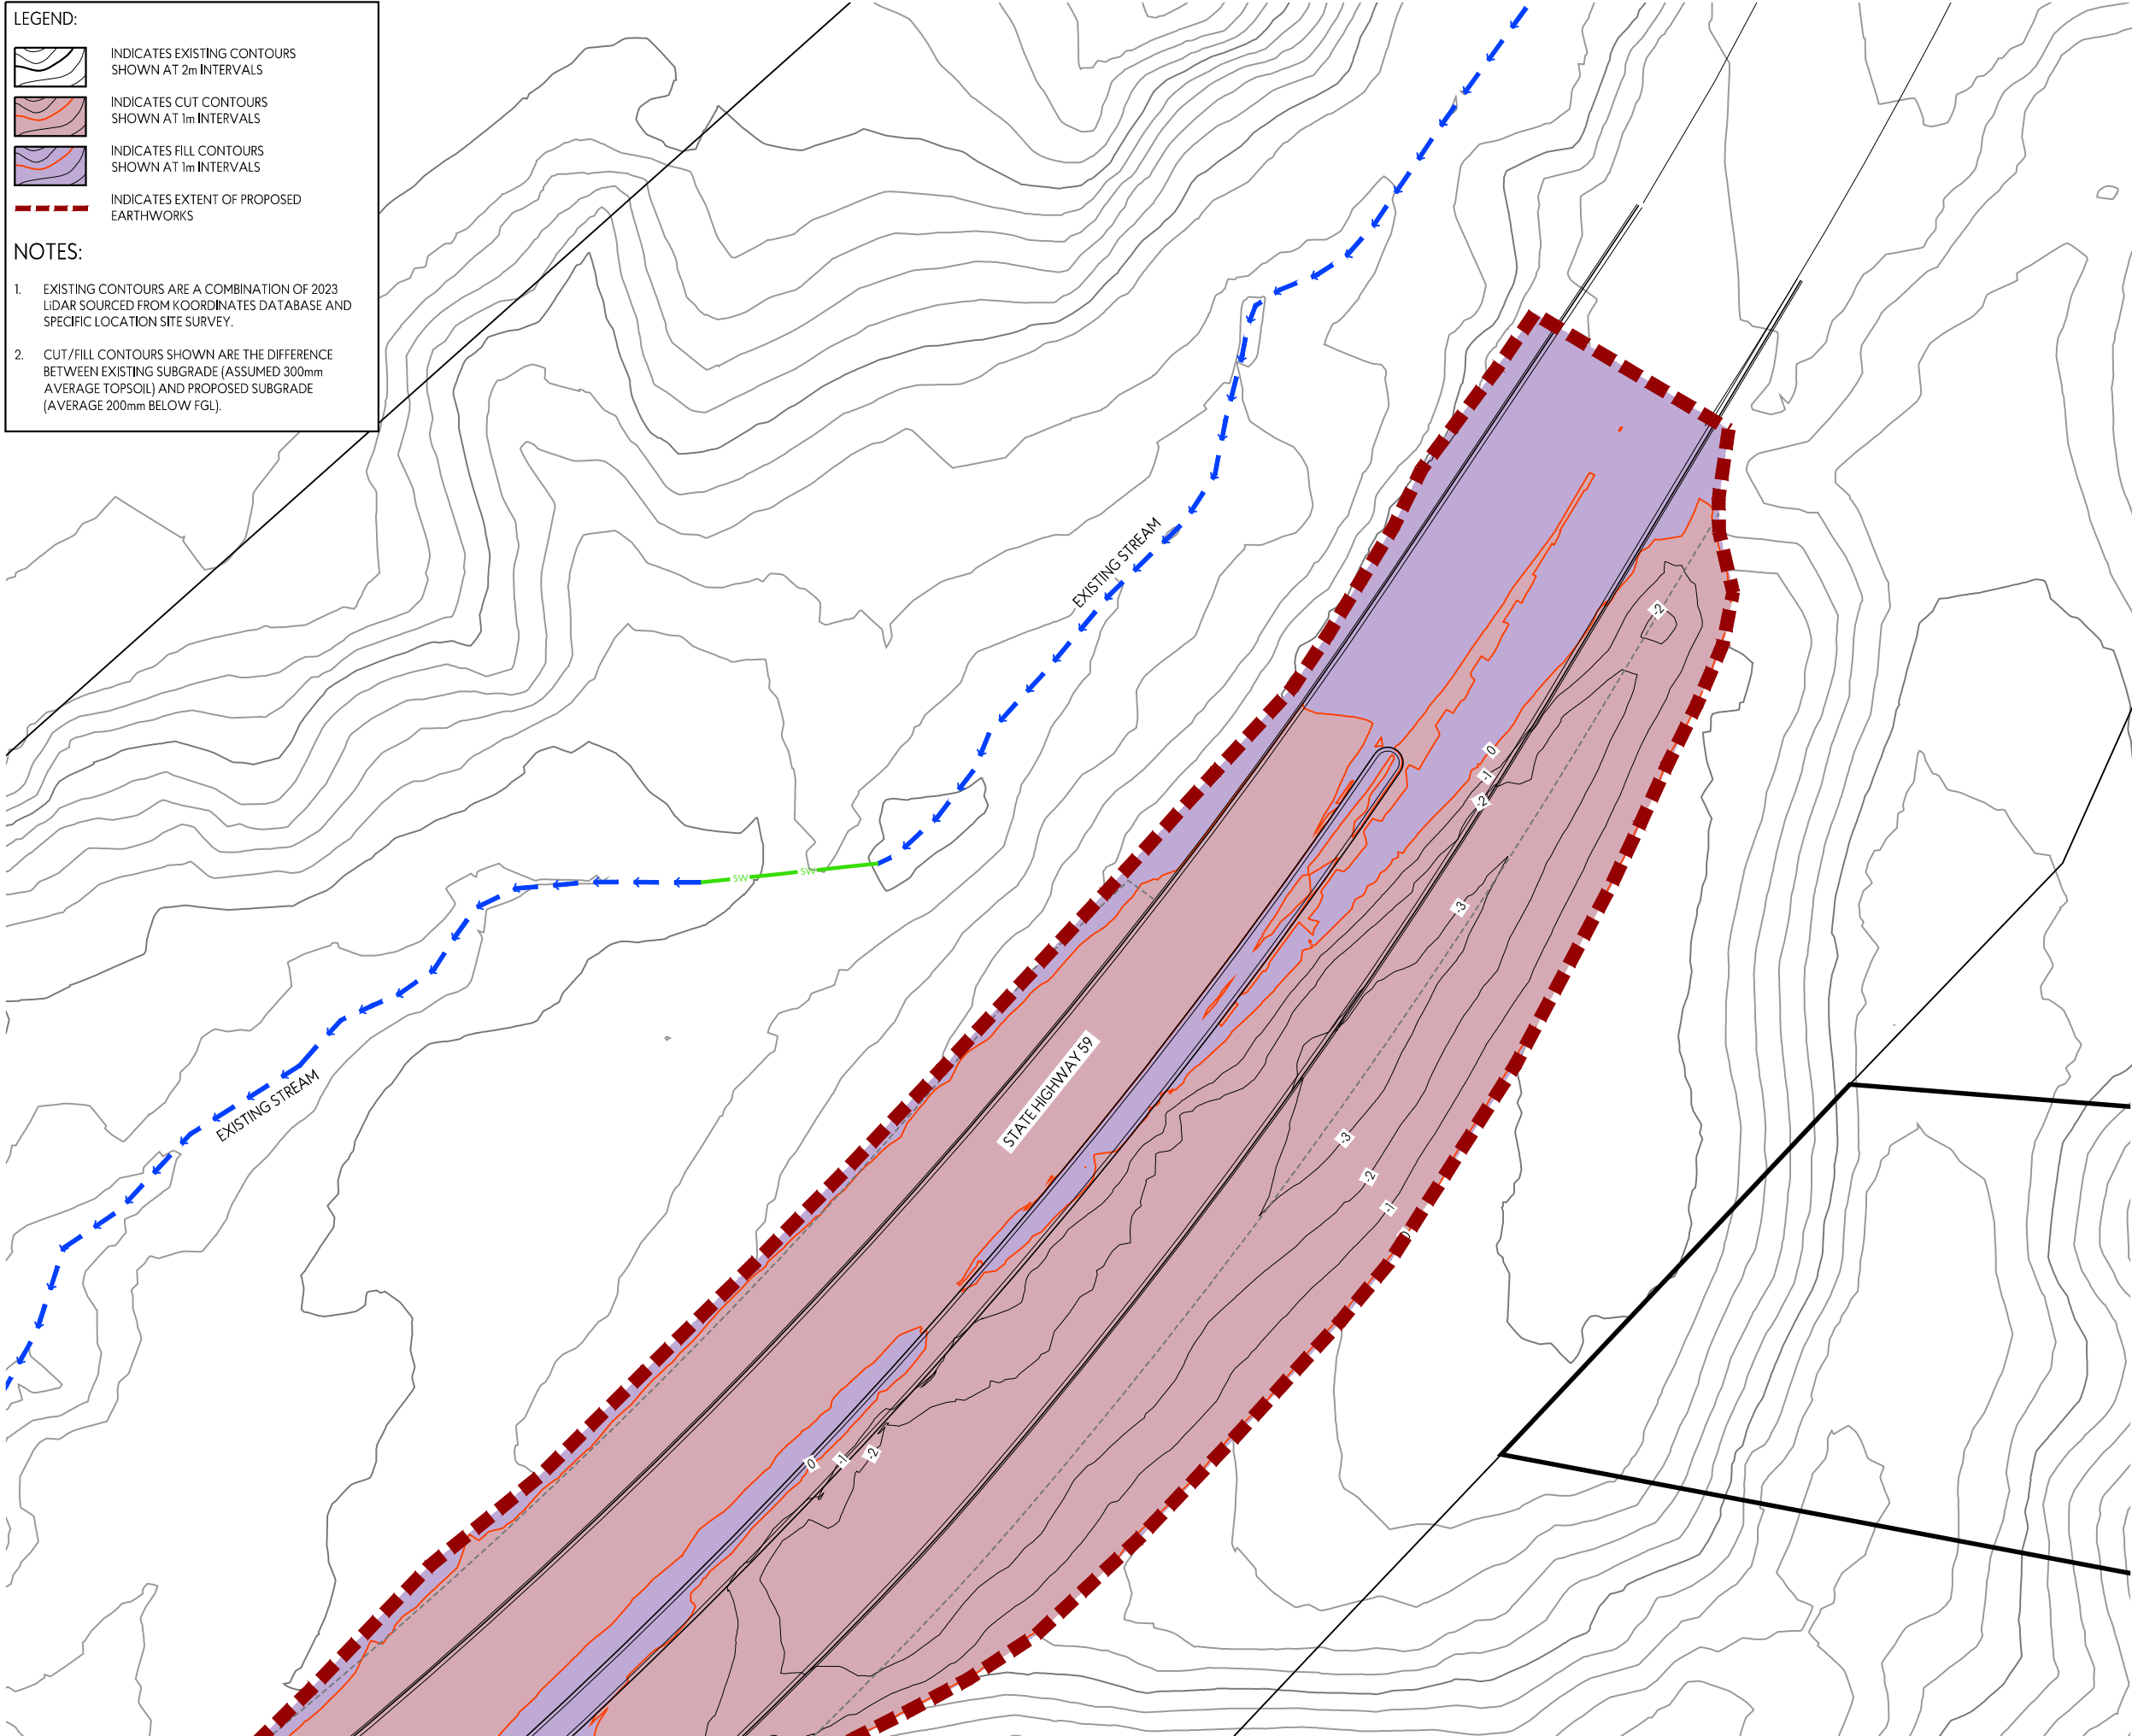 LEGEND:
INDICATES EXISTING CONTOURS
SHOWN AT 2m INTERVALS
INDICATES CUT CONTOURS
SHOWN AT 1m INTERVALS
INDICATES FILL CONTOURS
SHOWN AT 1m INTERVALS
INDICATES EXTENT OF PROPOSED
EARTHWORKS
NOTES:
1. EXISTING CONTOURS ARE A COMBINATION OF 2023
LiDAR SOURCED FROM KOORDINATES DATABASE AND
SPECIFIC LOCATION SITE SURVEY.
2. CUT/FILL CONTOURS SHOWN ARE THE DIFFERENCE
BETWEEN EXISTING SUBGRADE (ASSUMED 300mm
AVERAGE TOPSOIL) AND PROPOSED SUBGRADE
(AVERAGE 200mm BELOW FGL).
EXISTING STREAM
-2
0
-1
-2
SW
SW
-3
STATE HIGHWAY 59
EXISTING STREAM
-3
-2
-1
0
0
-1
-2